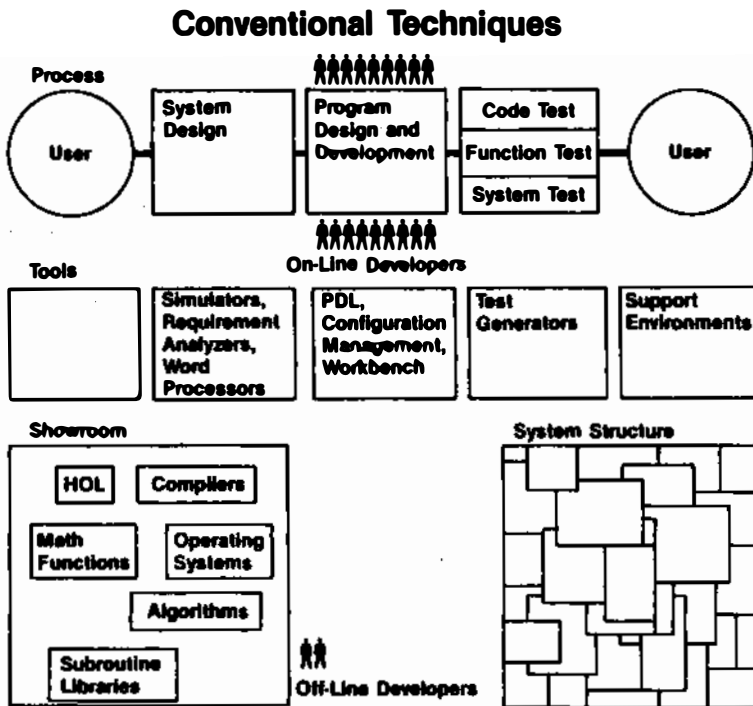 Conventional Techniques
Process
User
System
Design
Program
Design and
Development
Code Test
Function Test
System Test
User
On-Line Developers
Tools
Simulators,
Requirement
Analyzers,
Word
Processors
PDL,
Configuration
Management,
Workbench
Test
Generators
Support
Environments
Showroom
HOL
Compilers
Math
Functions
Operating
Systems
Algorithms
Subroutine
Libraries
Off-Line Developers
System Structure